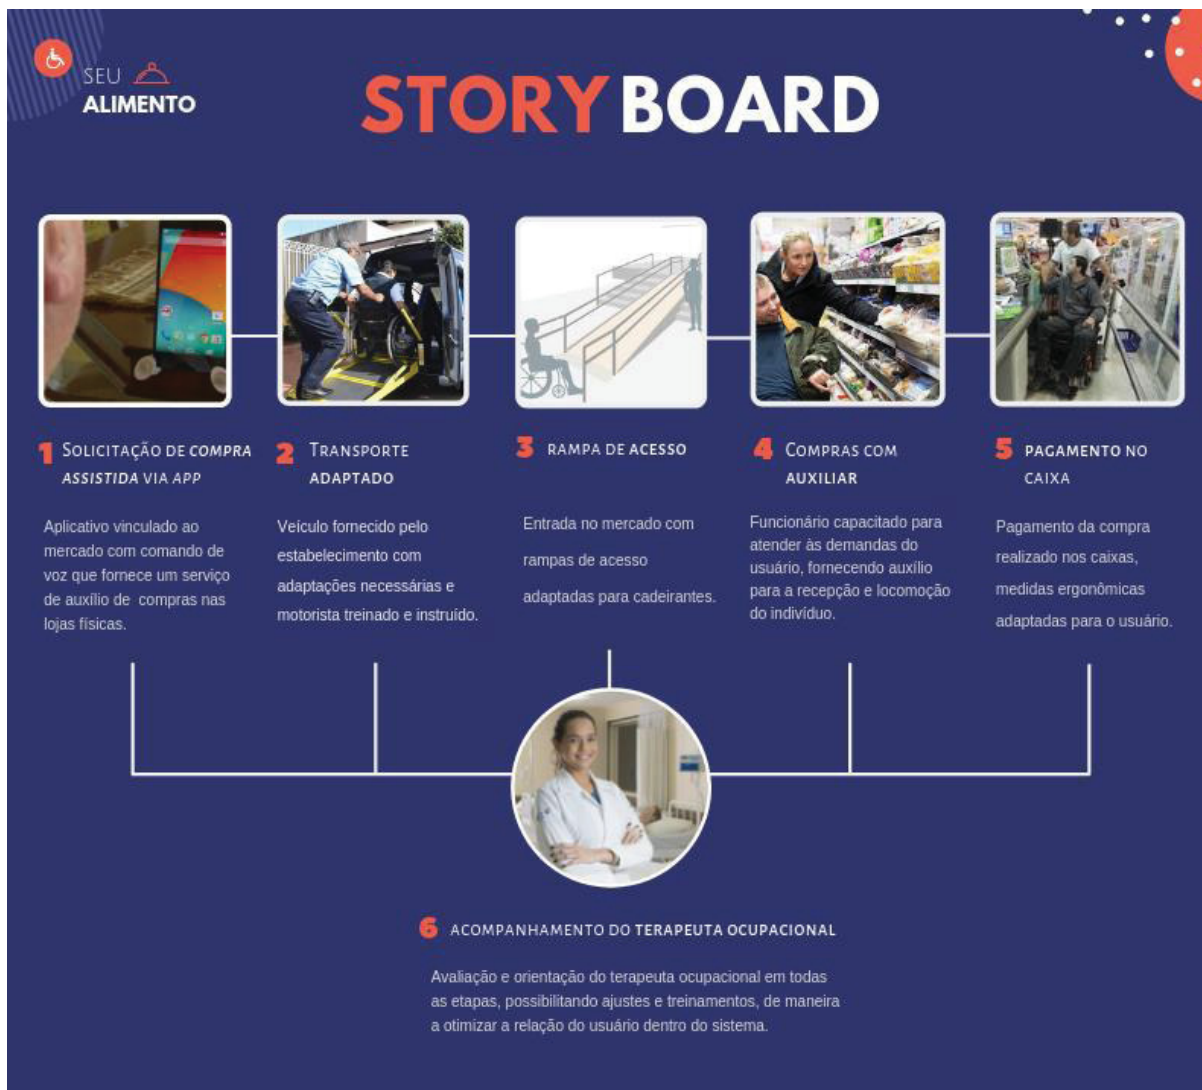 SEU
ALIMENTO
STORYBOARD
1 SOLICITAÇÃO DE COMPRA
ASSISTIDA VIA APP
Aplicativo vinculado ao
mercado com comando de
voz que fornece um serviço
de auxílio de compras nas
lojas físicas.
2 TRANSPORTE
ADAPTADO
Veículo fornecido pelo
estabelecimento com
adaptações necessárias e
motorista treinado e instruído.
3 RAMPA DE ACESSO
Entrada no mercado com
rampas de acesso
adaptadas para cadeirantes.
4 COMPRAS COM
AUXILIAR
Funcionário capacitado para
atender às demandas do
usuário, fornecendo auxílio
para a recepção e locomoção
do indivíduo.
5 PAGAMENTO NO
CAIXA
Pagamento da compra
realizado nos caixas,
medidas ergonômicas
adaptadas para o usuário.
6 ACOMPANHAMENTO DO TERAPEUTA OCUPACIONAL
Avaliação e orientação do terapeuta ocupacional em todas
as etapas, possibilitando ajustes e treinamentos, de maneira
a otimizar a relação do usuário dentro do sistema.